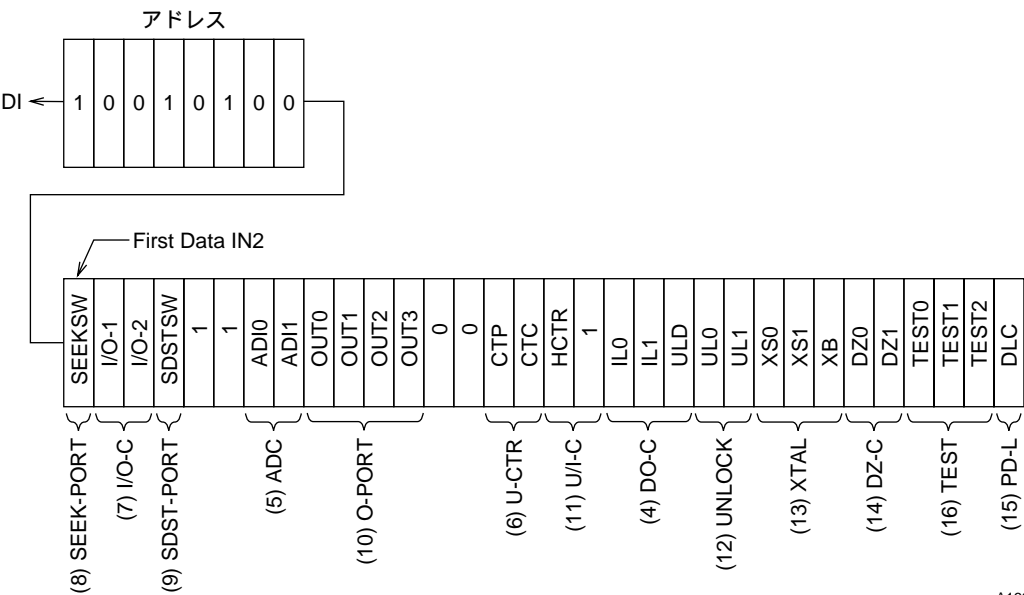 アドレス
DI
1 0 0 1 0 1 0 0
First Data IN2
SEEKSW
I/O-1
I/O-2
SDSTSW
1
1
ADI0
ADI1
OUT0
OUT1
OUT2
OUT3
0
0
CTP
CTC
HCTR
1
IL0
IL1
ULD
UL0
UL1
XS0
XS1
XB
DZ0
DZ1
TEST0
TEST1
TEST2
DLC
(8) SEEK-PORT
(7) I/O-C
(9) SDST-PORT
(5) ADC
(10) O-PORT
(6) U-CTR
(11) U/I-C
(4) DO-C
(12) UNLOCK
(13) XTAL
(14) DZ-C
(16) TEST
(15) PD-L